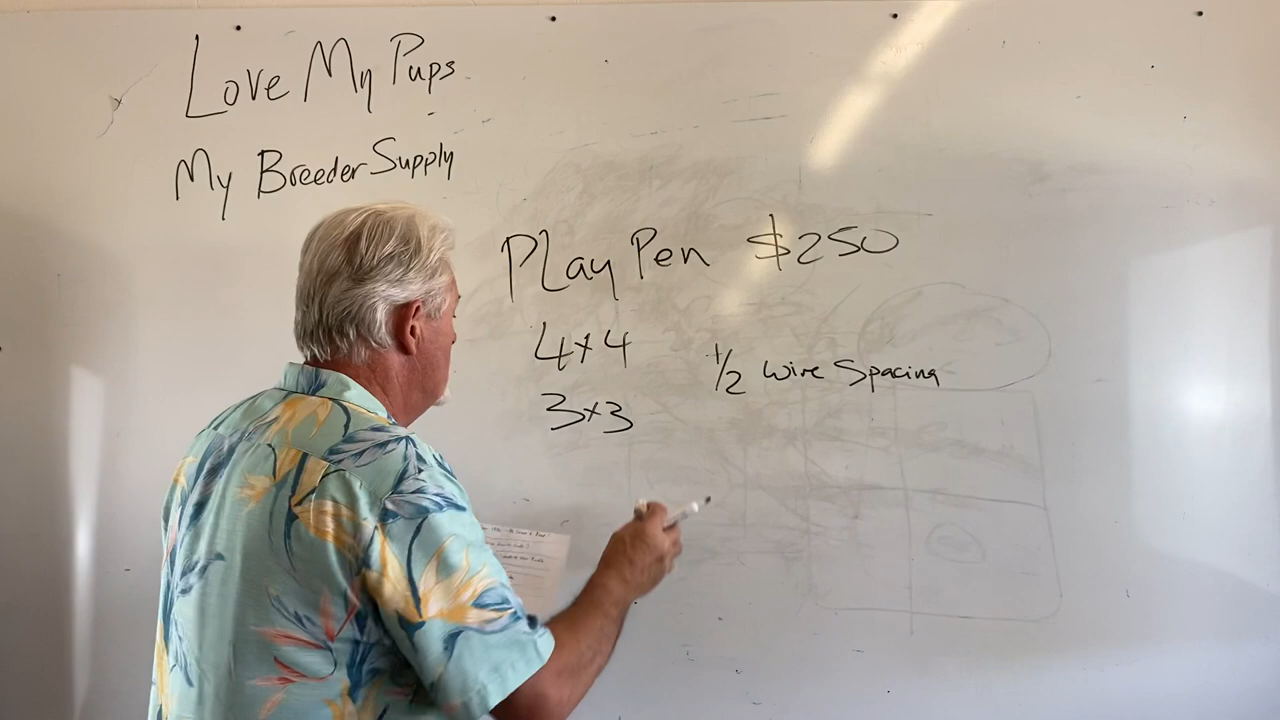 Love My Pups
My Breeder Supply
Play Pen $250
4x4
1/2 Wire Spacing
3x3